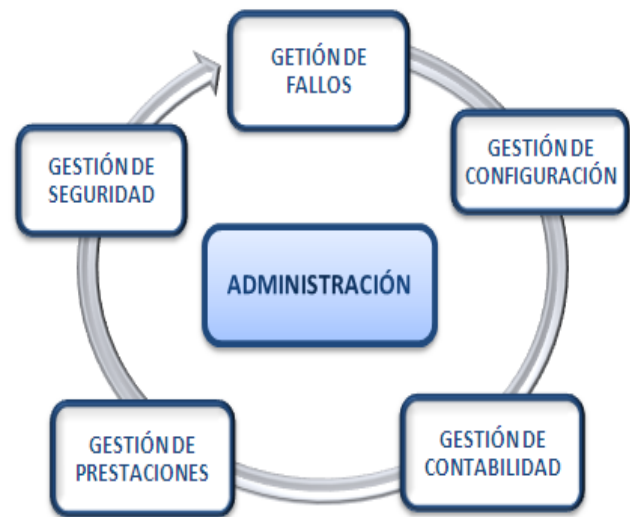 GETIÓN DE
FALLOS
GESTIÓN DE
CONFIGURACIÓN
GESTIÓN DE
SEGURIDAD
ADMINISTRACIÓN
GESTIÓN DE
PRESTACIONES
GESTIÓN DE
CONTABILIDAD